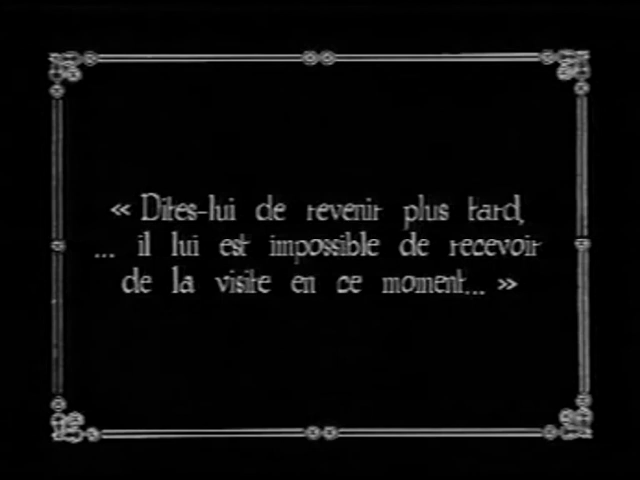 « Dites-lui de revenir plus tard,
... il lui est impossible de recevoir
de la visite en ce moment... »